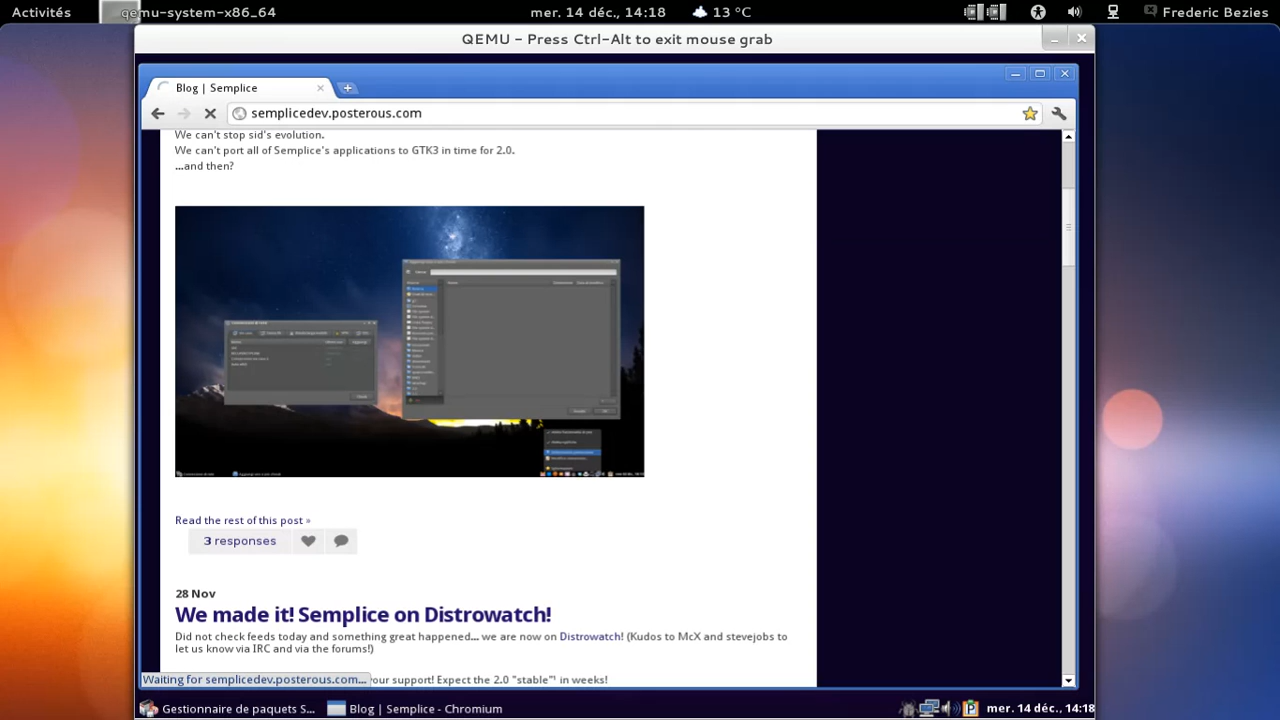 Activités
qemu-system-x86_64
mer. 14 déc., 14:18
13 °C
Frederic Bezies
QEMU - Press Ctrl-Alt to exit mouse grab
Blog | Semplice
semplicedev.posterous.com
We can't stop sid's evolution.
We can't port all of Semplice's applications to GTK3 in time for 2.0.
...and then?
Read the rest of this post »
3 responses
28 Nov
We made it! Semplice on Distrowatch!
Did not check feeds today and something great happened... we are now on Distrowatch! (Kudos to McX and stevejobs to
let us know via IRC and via the forums!)
Waiting for semplicedev.posterous.com... your support! Expect the 2.0 "stable"¹ in weeks!
Gestionnaire de paquets S...
Blog | Semplice - Chromium
mer. 14 déc., 14:18